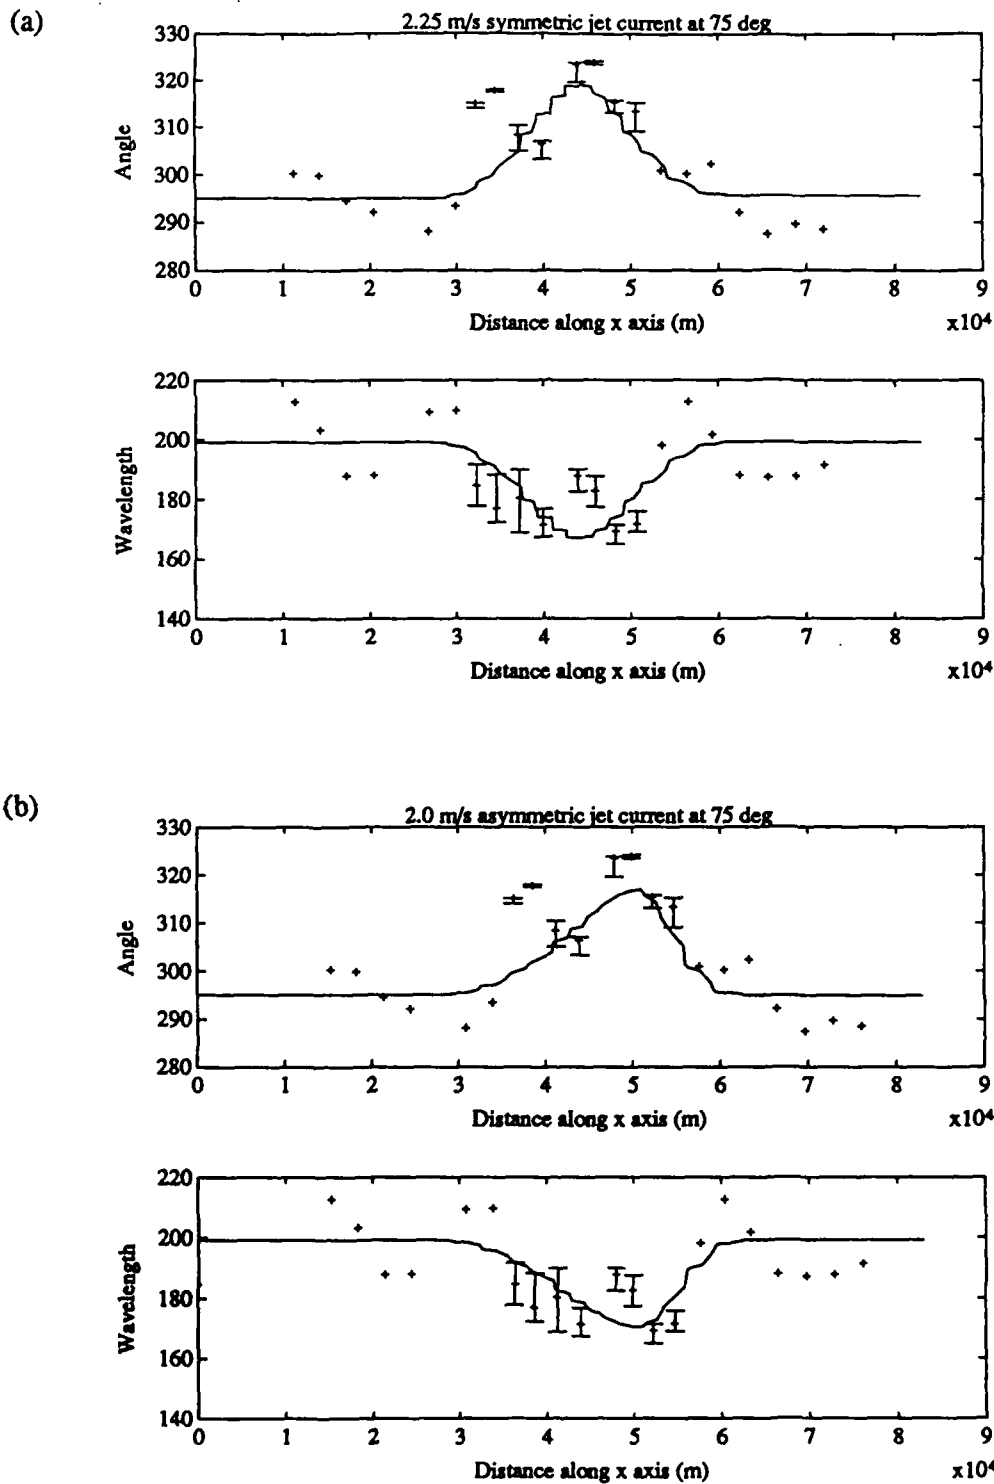 (a)
2.25 m/s symmetric jet current at 75 deg
330
320
310
300
290
280
Angle
0 1 2 3 4 5 6 7 8 9
Distance along x axis (m)
x10⁴
220
200
180
160
140
Wavelength
0 1 2 3 4 5 6 7 8 9
Distance along x axis (m)
x10⁴
(b)
2.0 m/s asymmetric jet current at 75 deg
330
320
310
300
290
280
Angle
0 1 2 3 4 5 6 7 8 9
Distance along x axis (m)
x10⁴
220
200
180
160
140
Wavelength
0 1 2 3 4 5 6 7 8 9
Distance along x axis (m)
x10⁴